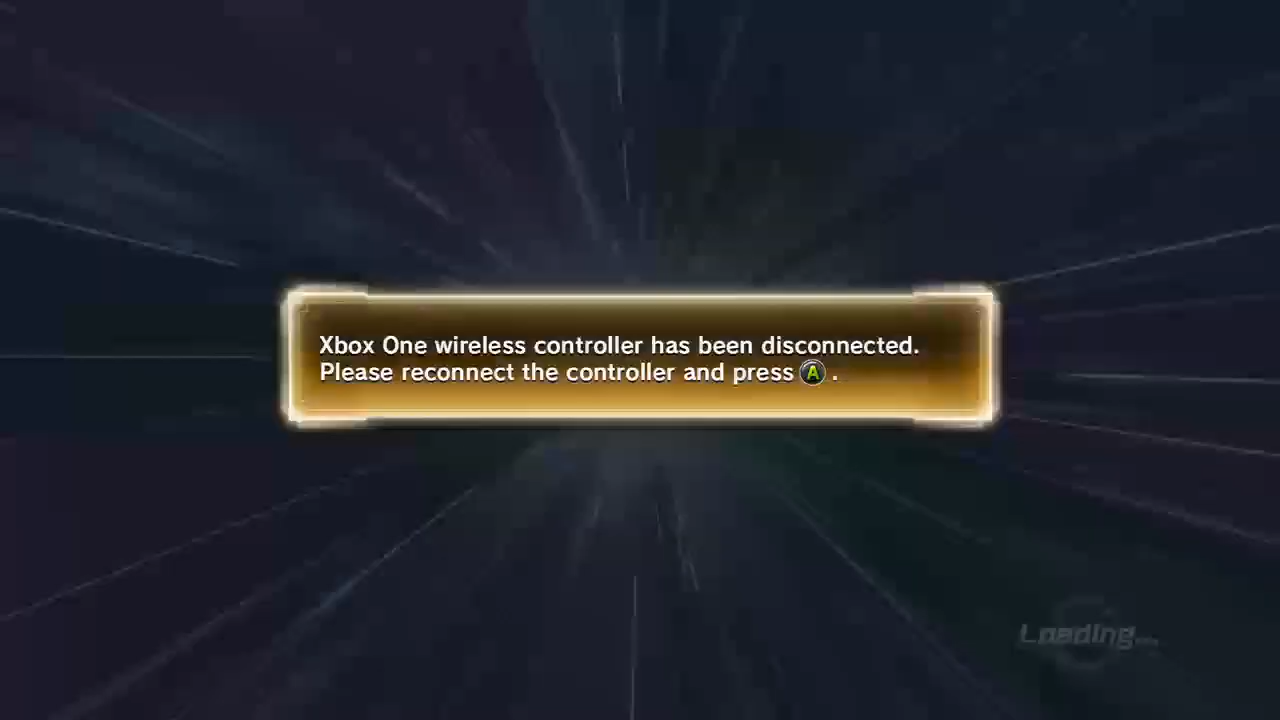 Xbox One wireless controller has been disconnected.
Please reconnect the controller and press A .
Loading...